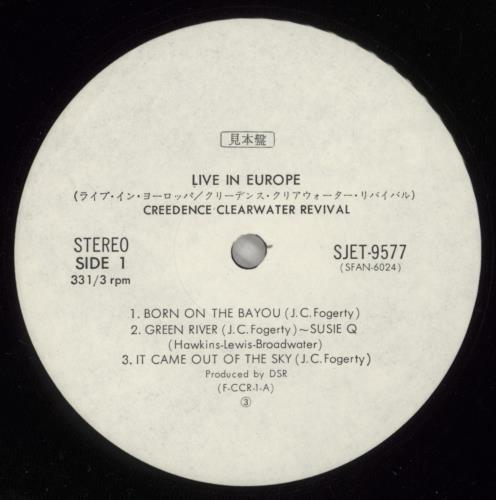 見本盤
LIVE IN EUROPE
(ライブ・イン・ヨーロッパ/クリーデンス・クリアウォーター・リバイバル)
CREEDENCE CLEARWATER REVIVAL
STEREO
SIDE 1
331/3 rpm
SJET-9577
(SFAN-6024)
1. BORN ON THE BAYOU (J.C.Fogerty)
2. GREEN RIVER (J.C.Fogerty)~SUSIE Q
(Hawkins-Lewis-Broadwater)
3. IT CAME OUT OF THE SKY (J.C.Fogerty)
Produced by DSR
(F-CCR-1-A)
③